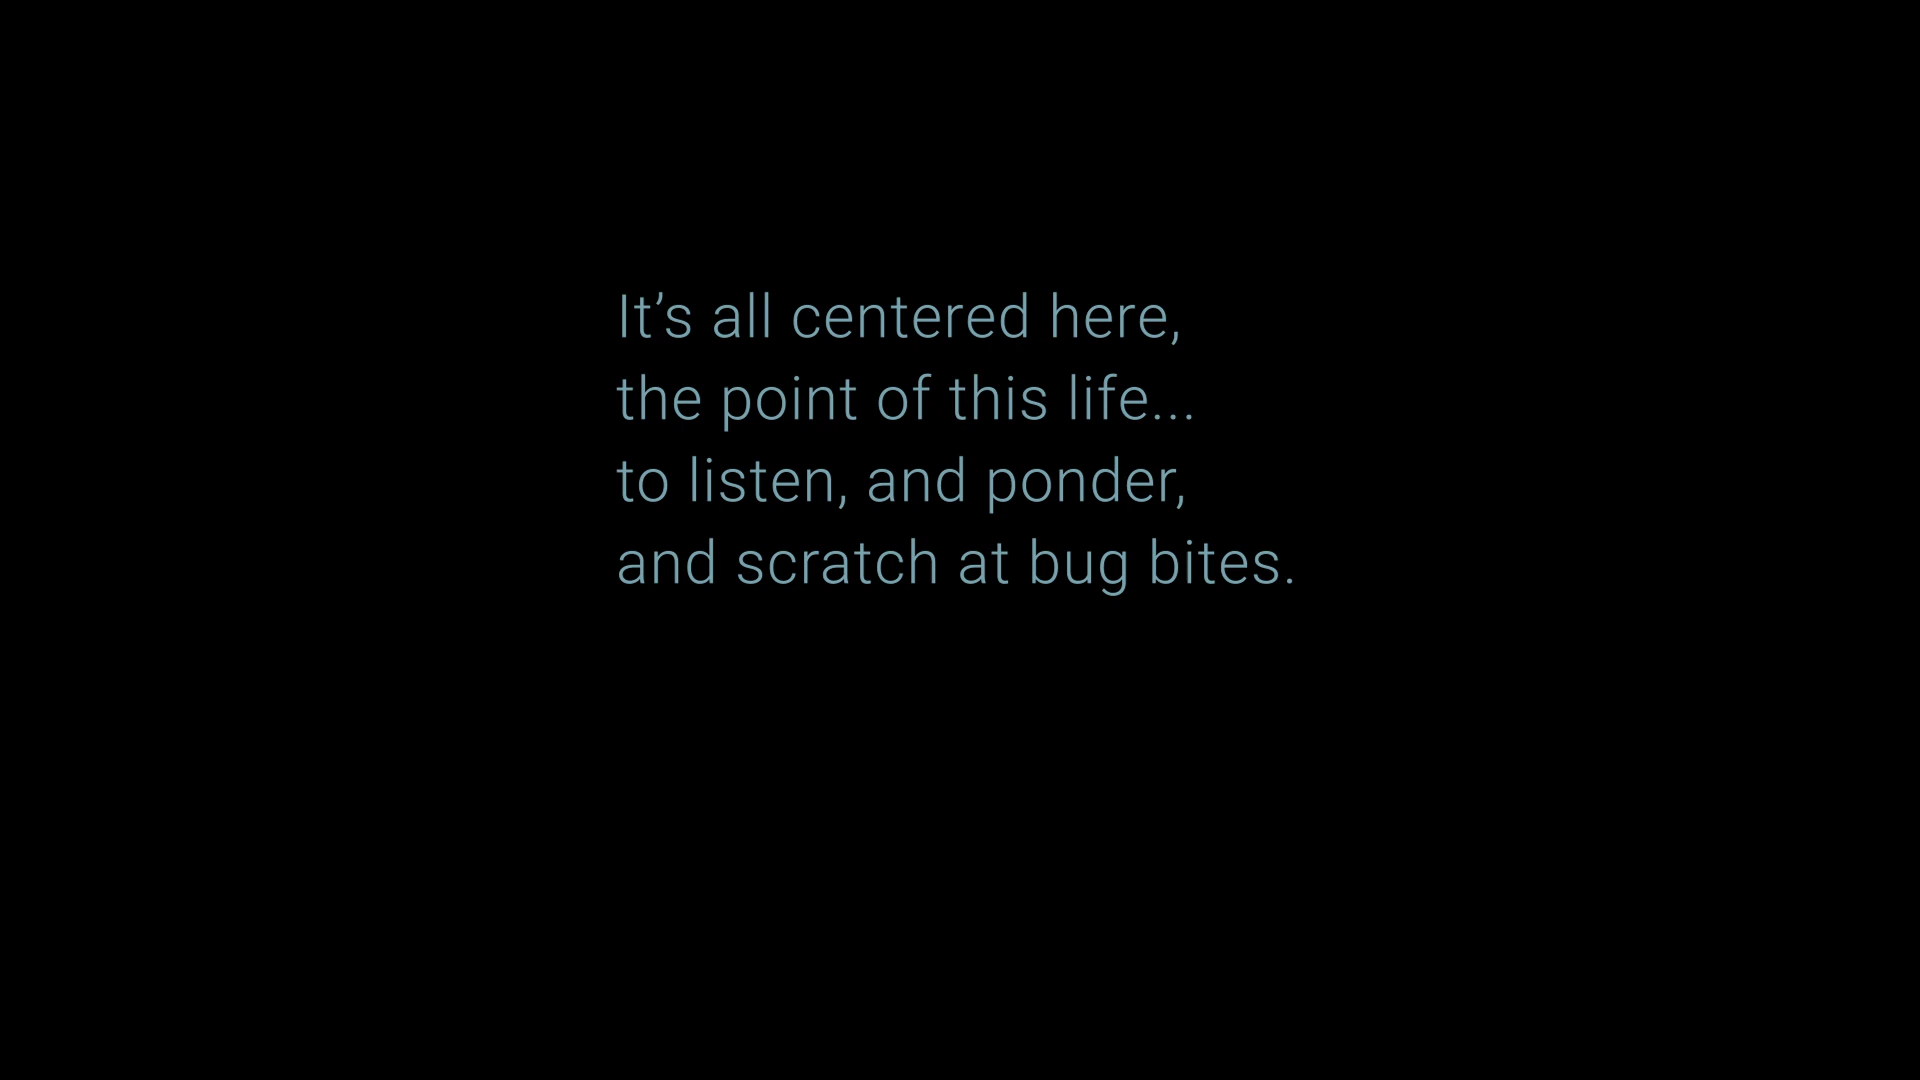 It’s all centered here,
the point of this life...
to listen, and ponder,
and scratch at bug bites.